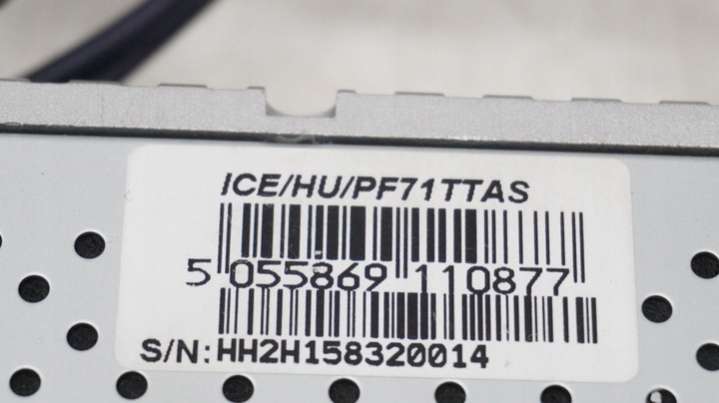 ICE/HU/PF71TTAS
5 055869 110877
S/N: HH2H158320014